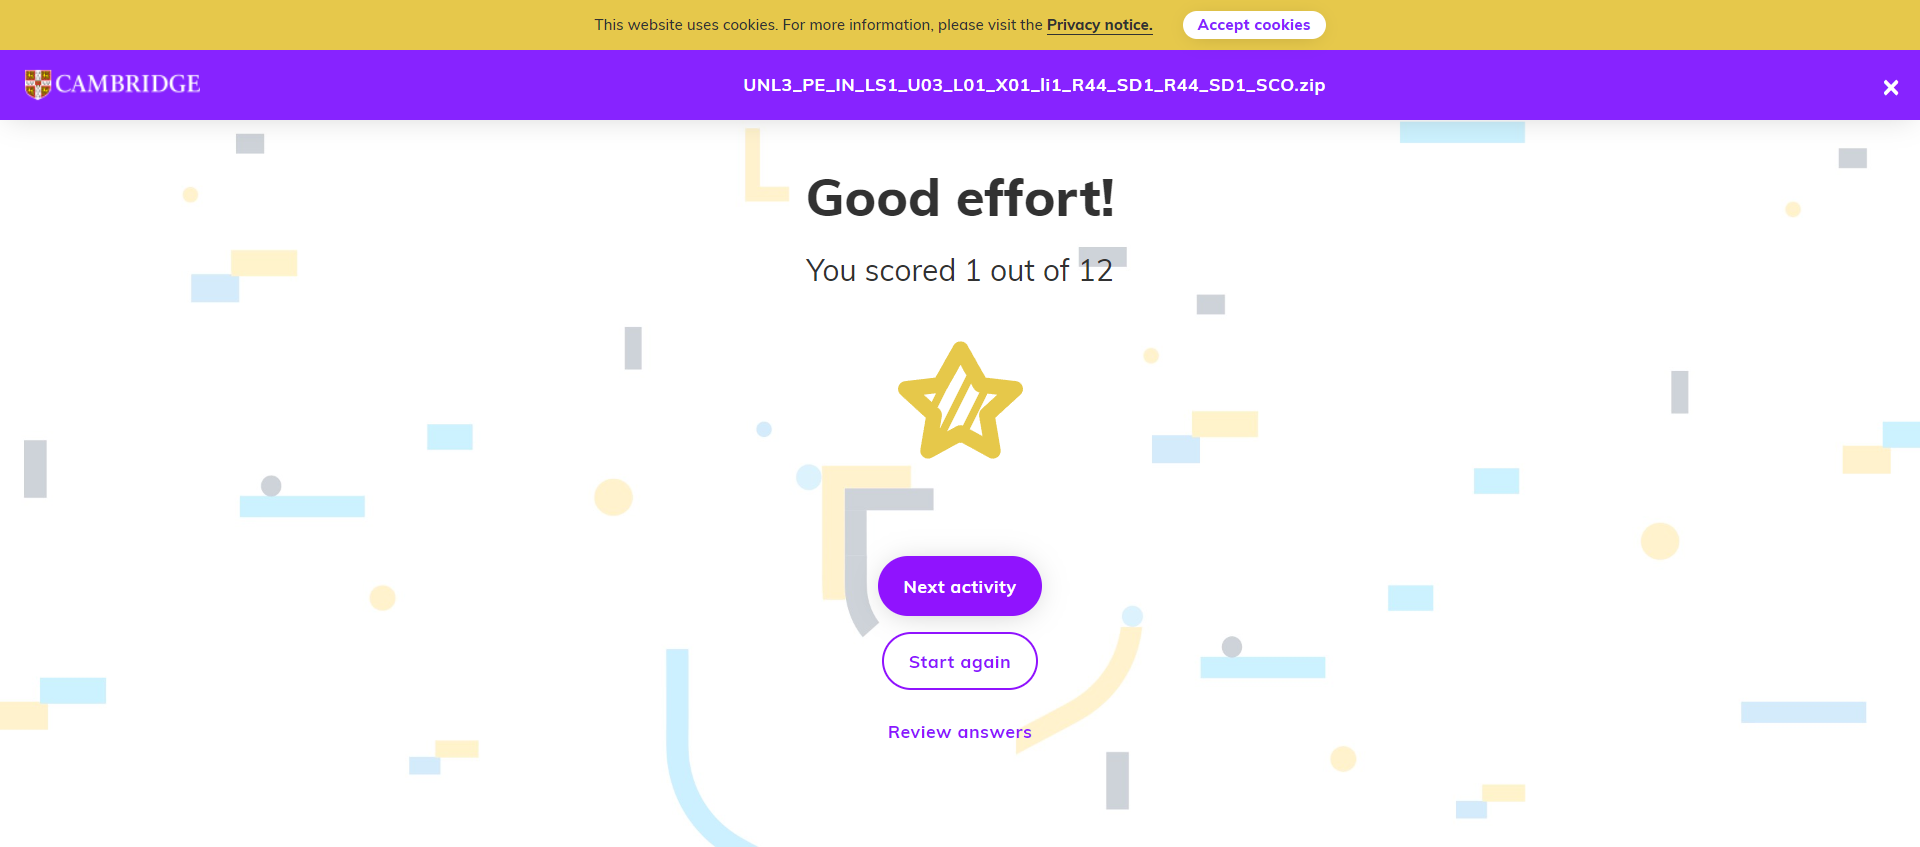 This website uses cookies. For more information, please visit the Privacy notice.
Accept cookies
CAMBRIDGE
UNL3_PE_IN_LS1_U03_L01_X01_li1_R44_SD1_R44_SD1_SCO.zip
Good effort!
You scored 1 out of 12
Next activity
Start again
Review answers